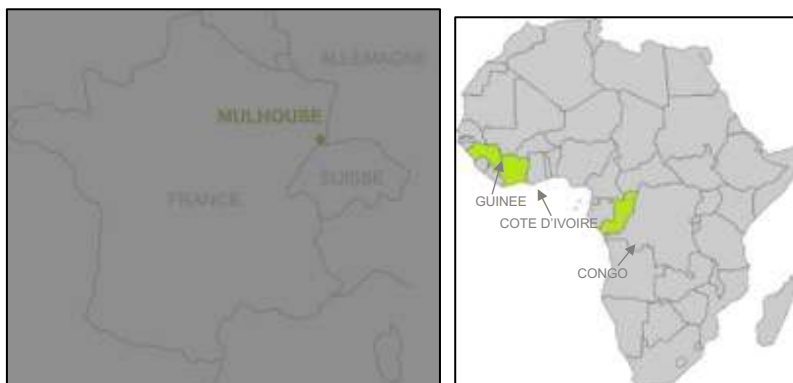 ALLEMAGNE
MULHOUSE
SUISSE
FRANCE
GUINEE
COTE D'IVOIRE
CONGO